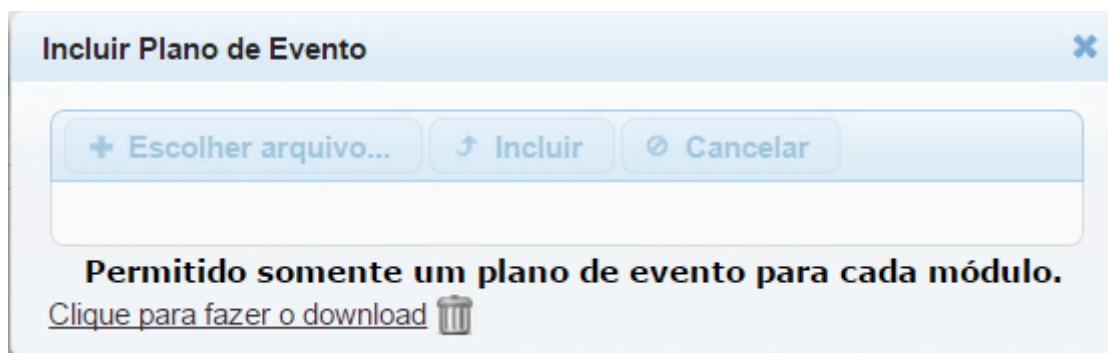 Incluir Plano de Evento
Escolher arquivo... Incluir Cancelar
Permitido somente um plano de evento para cada módulo.
Clique para fazer o download